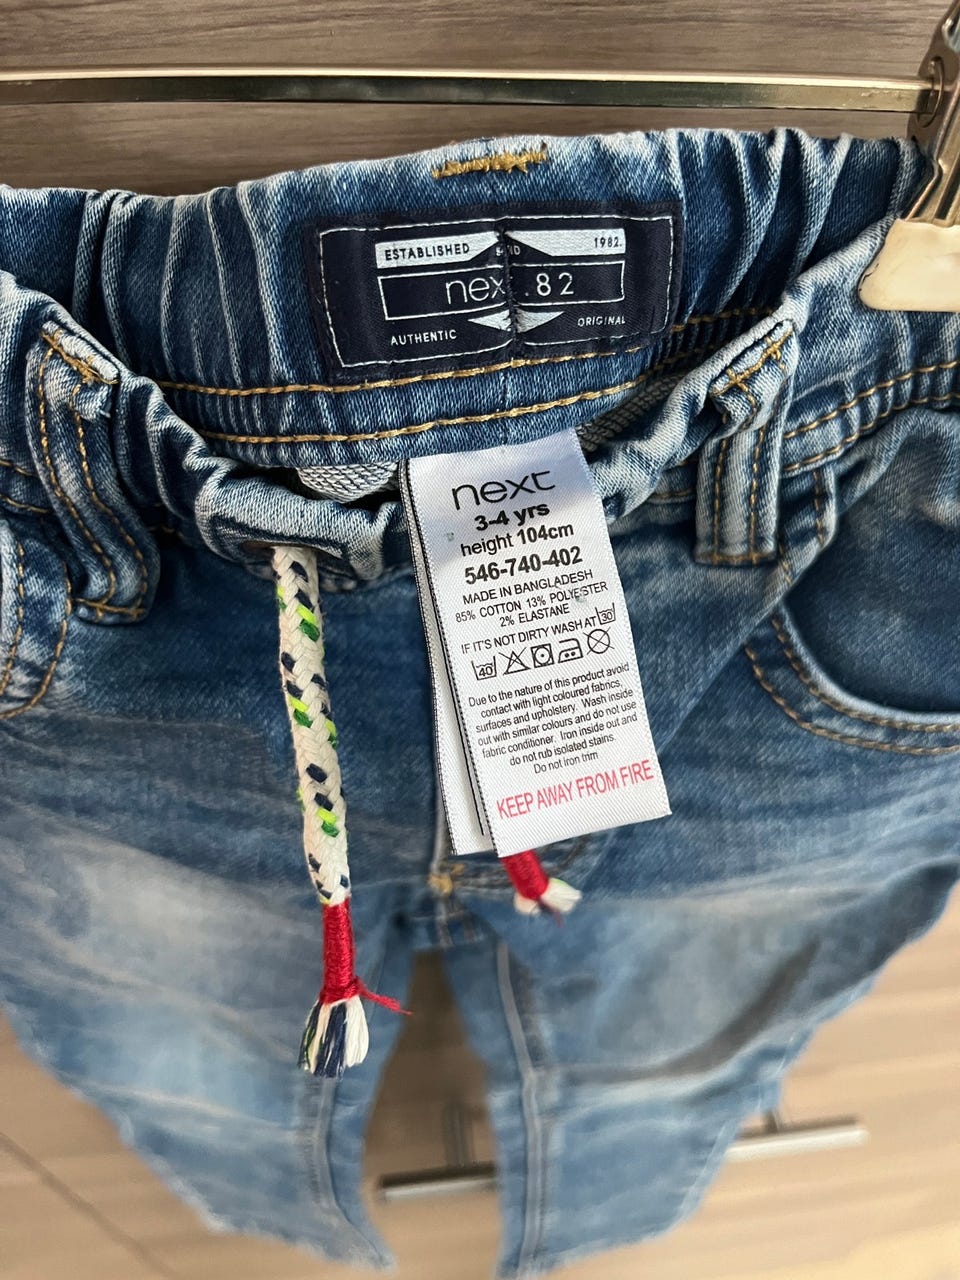 ESTABLISHED
1982.
next.82
AUTHENTIC
ORIGINAL
next
3-4 yrs
height 104cm
546-740-402
MADE IN BANGLADESH
85% COTTON 13% POLYESTER
2% ELASTANE
IF IT'S NOT DIRTY WASH AT 30
40
Due to the nature of this product avoid
contact with light coloured fabrics,
surfaces and upholstery. Wash inside
out with similar colours and do not use
fabric conditioner. Iron inside out and
do not rub isolated stains.
Do not iron trim
KEEP AWAY FROM FIRE